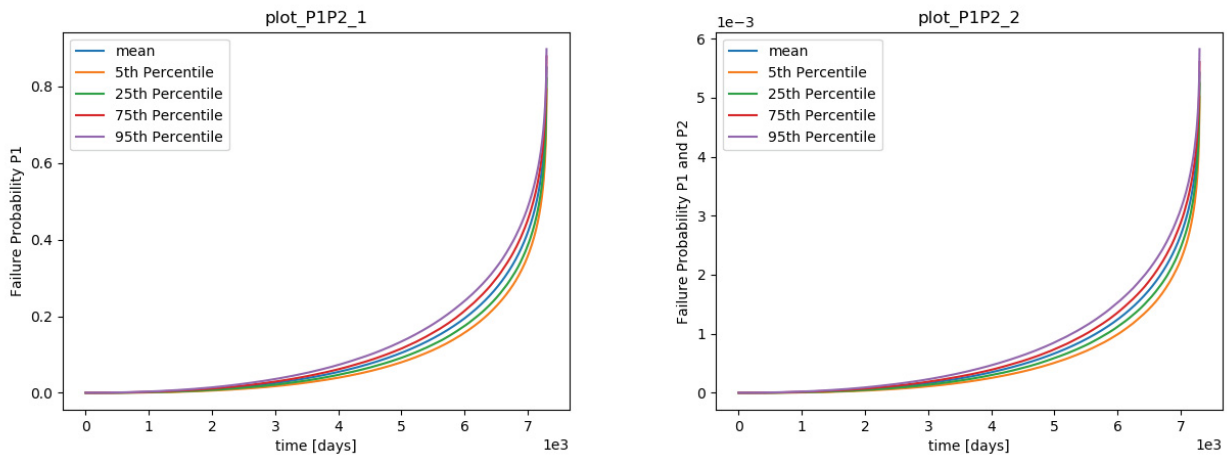 plot_P1P2_1
mean
5th Percentile
25th Percentile
75th Percentile
95th Percentile
Failure Probability P1
0.8
0.6
0.4
0.2
0.0
0 1 2 3 4 5 6 7
1e3
time [days]
plot_P1P2_2
1e−3
mean
5th Percentile
25th Percentile
75th Percentile
95th Percentile
Failure Probability P1 and P2
6
5
4
3
2
1
0
0 1 2 3 4 5 6 7
1e3
time [days]